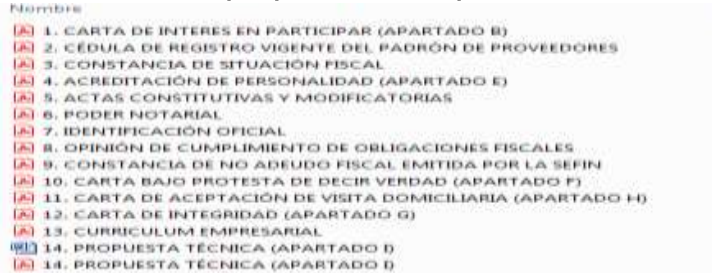 Nombre
1. CARTA DE INTERES EN PARTICIPAR (APARTADO B)
2. CÉDULA DE REGISTRO VIGENTE DEL PADRÓN DE PROVEEDORES
3. CONSTANCIA DE SITUACIÓN FISCAL
4. ACREDITACIÓN DE PERSONALIDAD (APARTADO E)
5. ACTAS CONSTITUTIVAS Y MODIFICATORIAS
6. PODER NOTARIAL
7. IDENTIFICACIÓN OFICIAL
8. OPINIÓN DE CUMPLIMIENTO DE OBLIGACIONES FISCALES
9. CONSTANCIA DE NO ADEUDO FISCAL EMITIDA POR LA SEFIN
10. CARTA BAJO PROTESTA DE DECIR VERDAD (APARTADO F)
11. CARTA DE ACEPTACIÓN DE VISITA DOMICILIARIA (APARTADO H)
12. CARTA DE INTEGRIDAD (APARTADO G)
13. CURRICULUM EMPRESARIAL
14. PROPUESTA TÉCNICA (APARTADO I)
14. PROPUESTA TÉCNICA (APARTADO I)